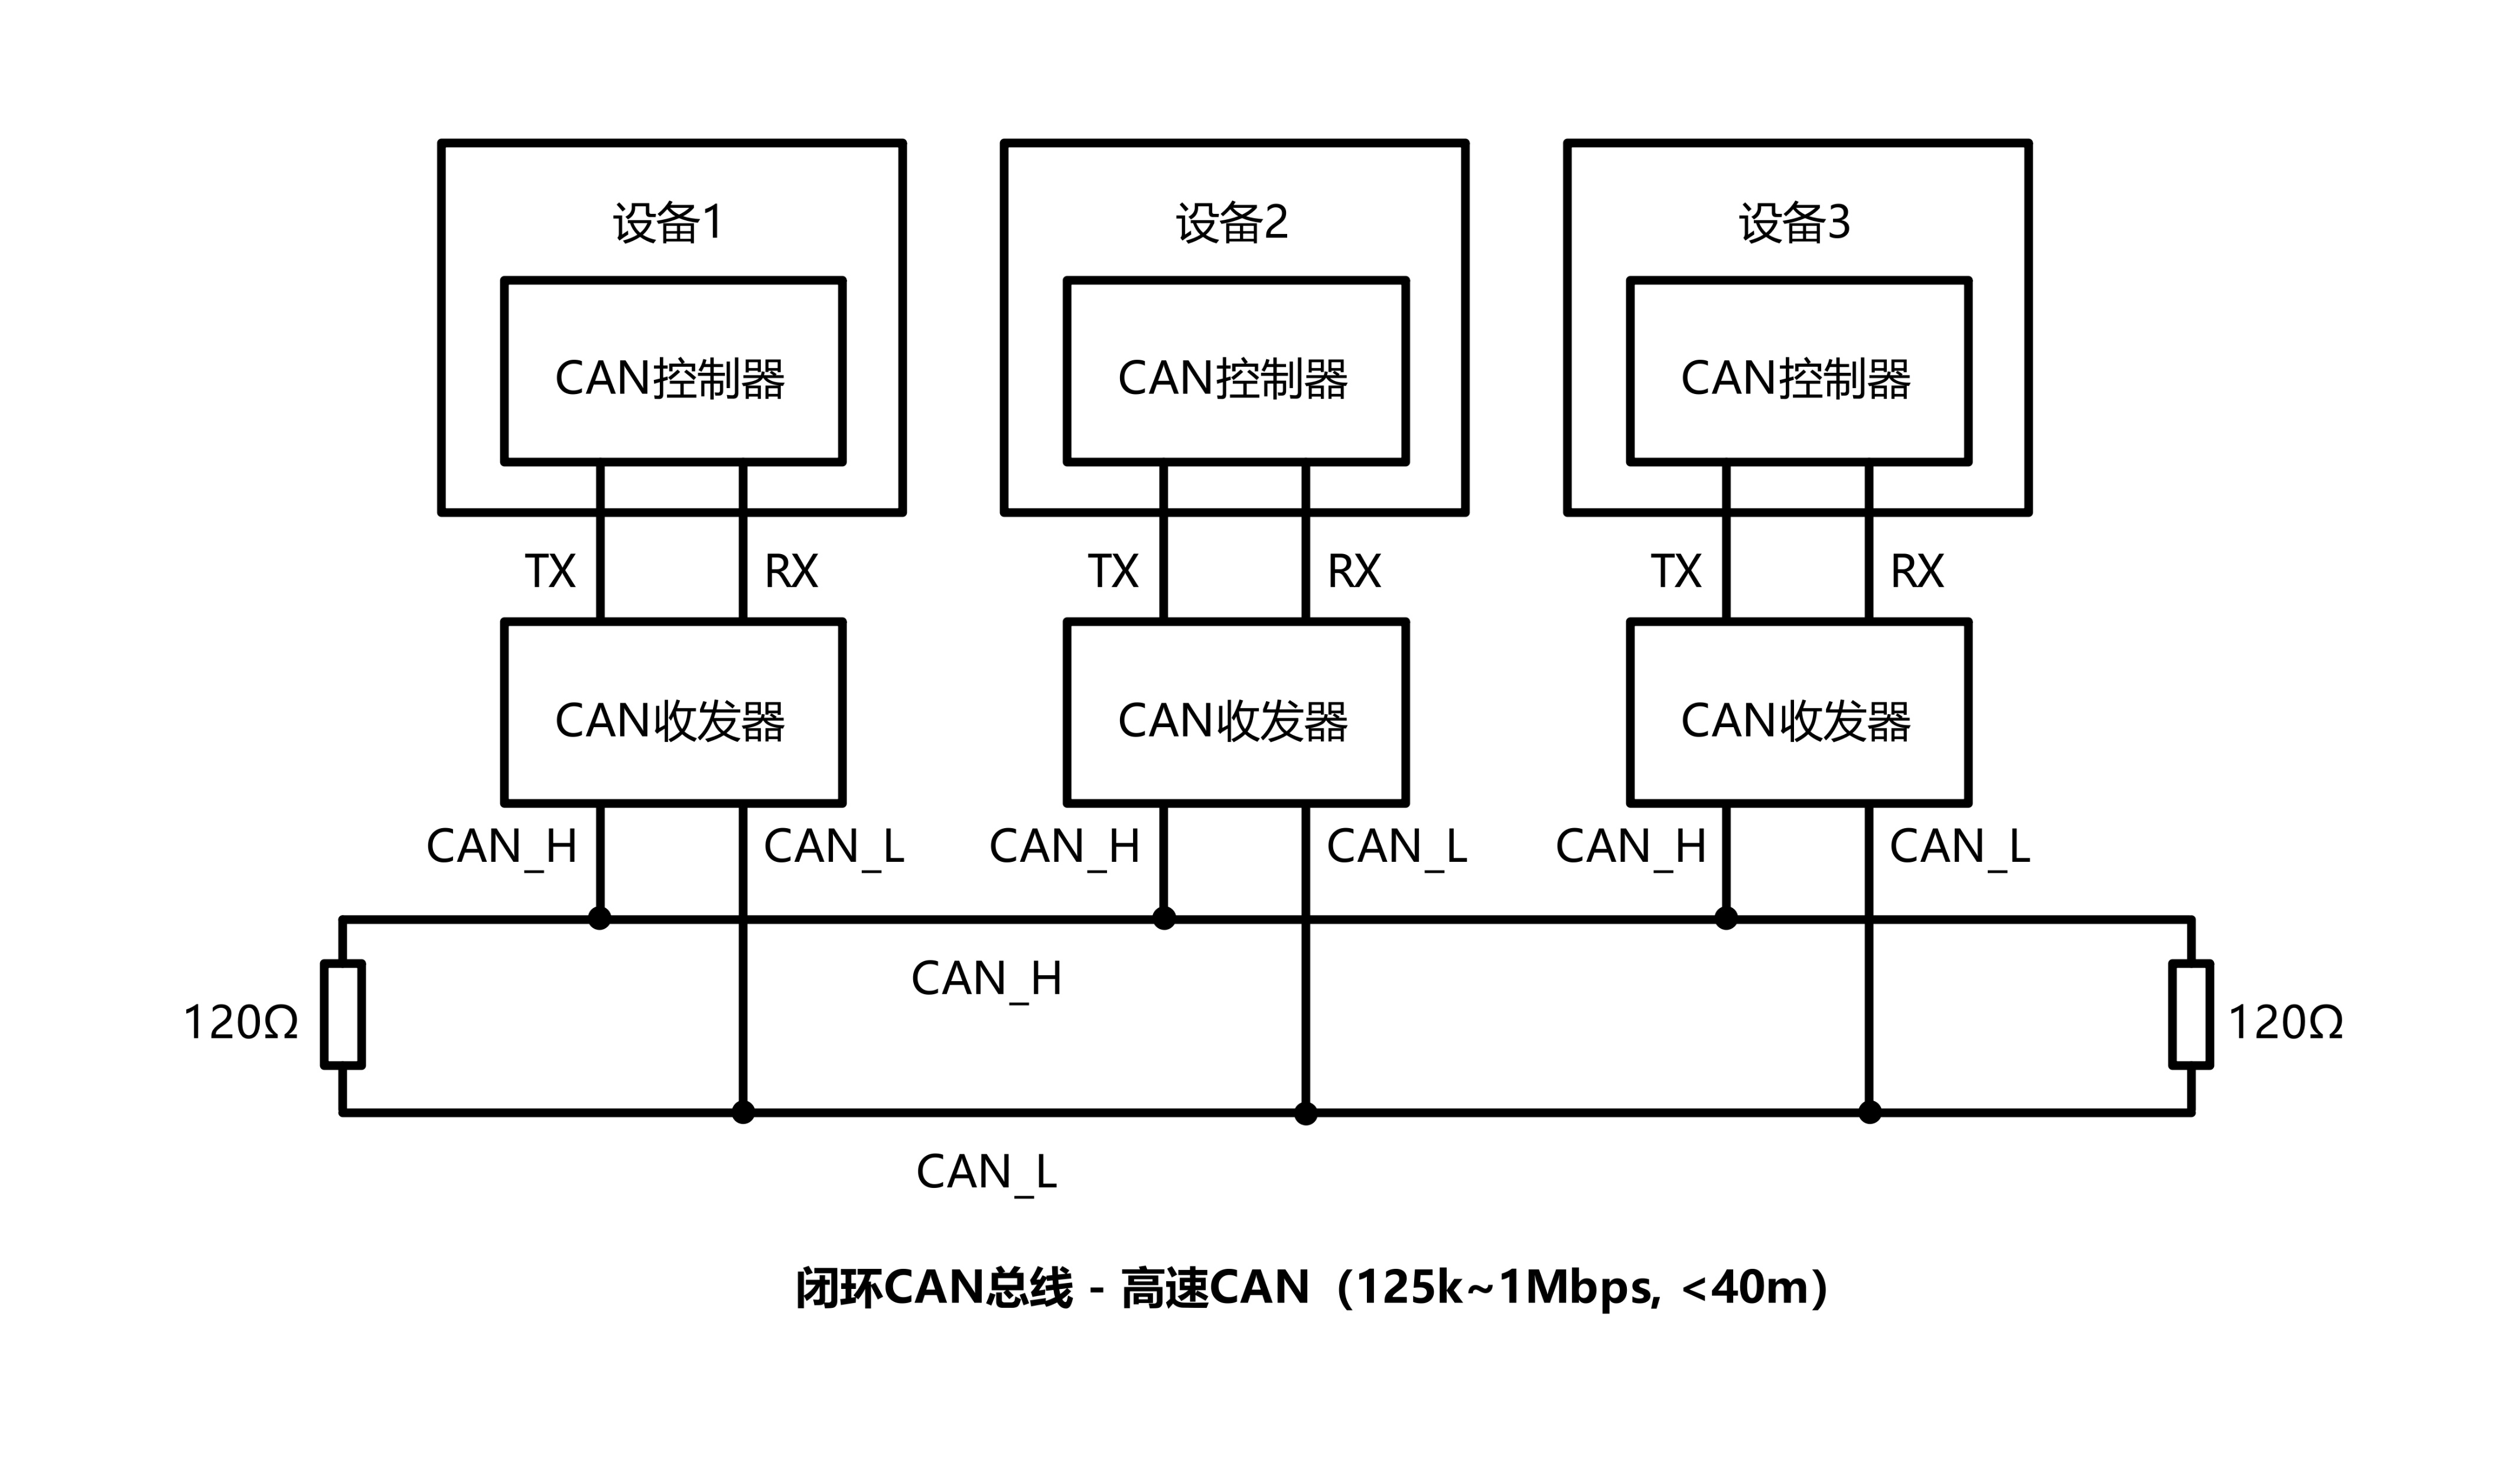 设备1
设备2
设备3
CAN控制器
CAN控制器
CAN控制器
TX
RX
TX
RX
TX
RX
CAN收发器
CAN收发器
CAN收发器
CAN_H
CAN_L
CAN_H
CAN_L
CAN_H
CAN_L
CAN_H
120Ω
120Ω
CAN_L
闭环CAN总线 - 高速CAN（125k~1Mbps, <40m）